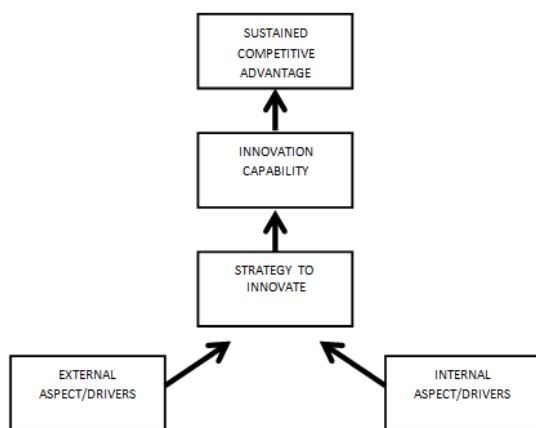 SUSTAINED
COMPETITIVE
ADVANTAGE
INNOVATION
CAPABILITY
STRATEGY TO
INNOVATE
EXTERNAL
ASPECT/DRIVERS
INTERNAL
ASPECT/DRIVERS